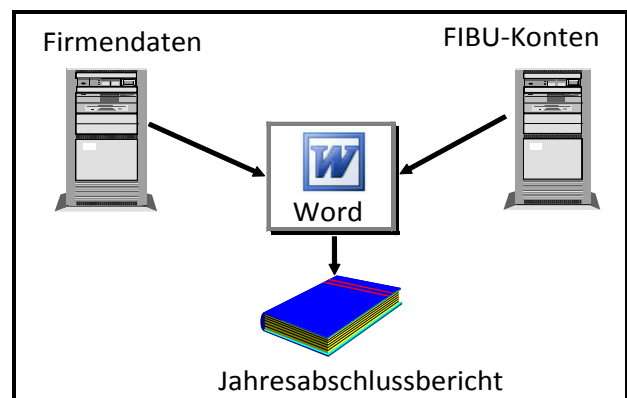 Firmendaten
FIBU-Konten
W
Word
Jahresabschlussbericht